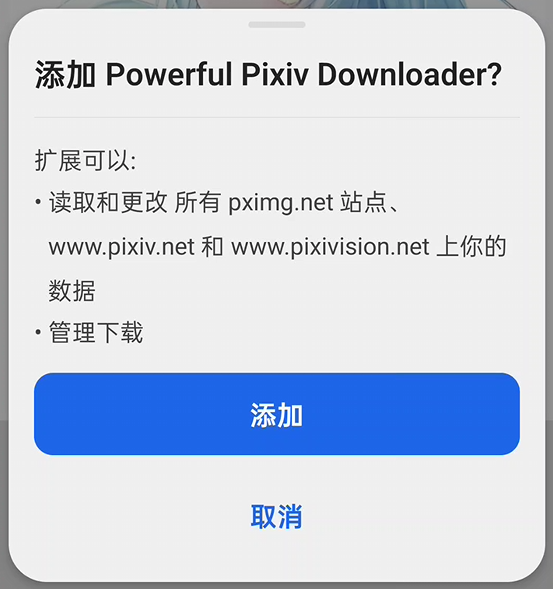 添加 Powerful Pixiv Downloader?
扩展可以:
• 读取和更改 所有 pximg.net 站点、
www.pixiv.net 和 www.pixivision.net 上你的
数据
• 管理下载
添加
取消